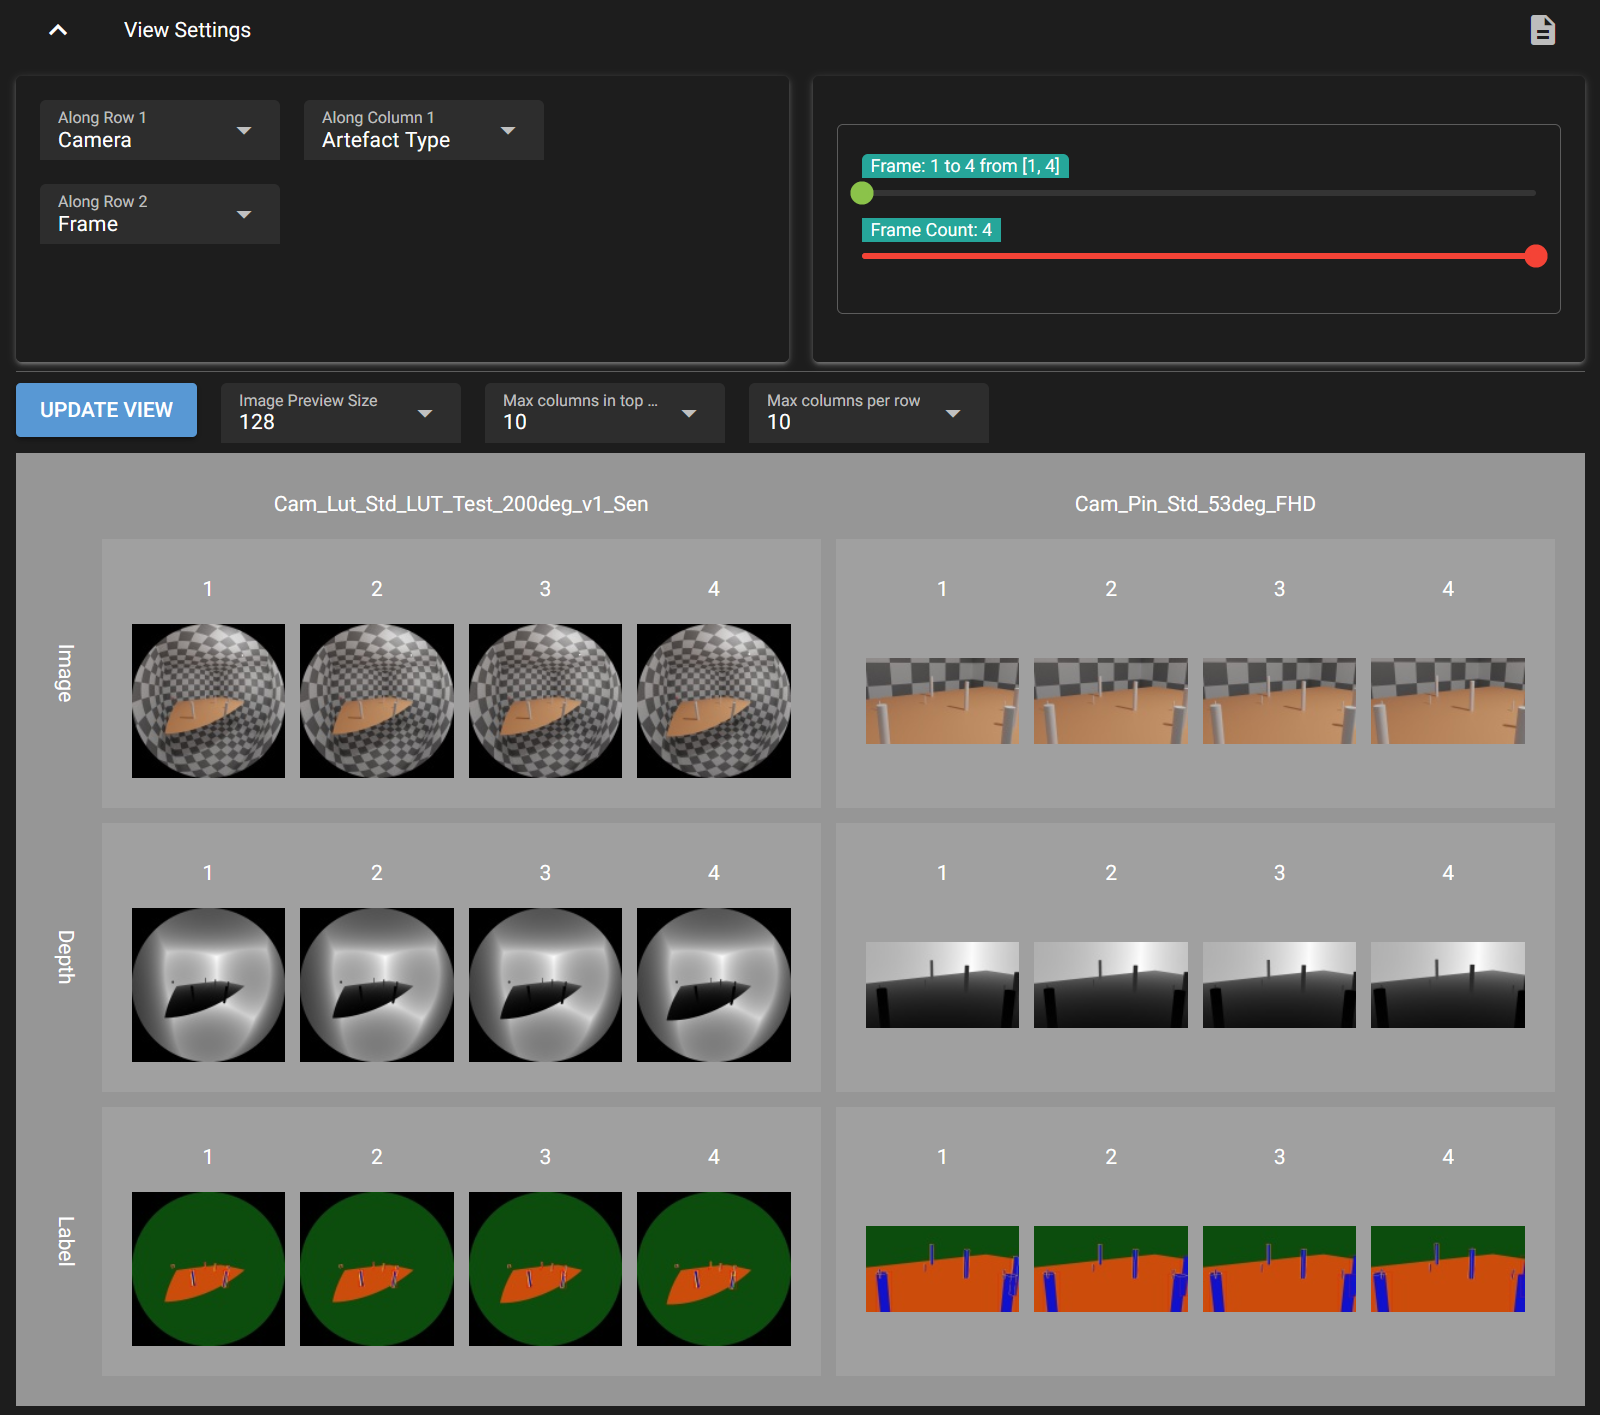 View Settings
Along Row 1
Camera
Along Column 1
Artefact Type
Along Row 2
Frame
Frame: 1 to 4 from [1, 4]
Frame Count: 4
UPDATE VIEW
Image Preview Size
128
Max columns in top ...
10
Max columns per row
10
Cam_Lut_Std_LUT_Test_200deg_v1_Sen
Cam_Pin_Std_53deg_FHD
Image
1 2 3 4
1 2 3 4
Depth
1 2 3 4
1 2 3 4
Label
1 2 3 4
1 2 3 4